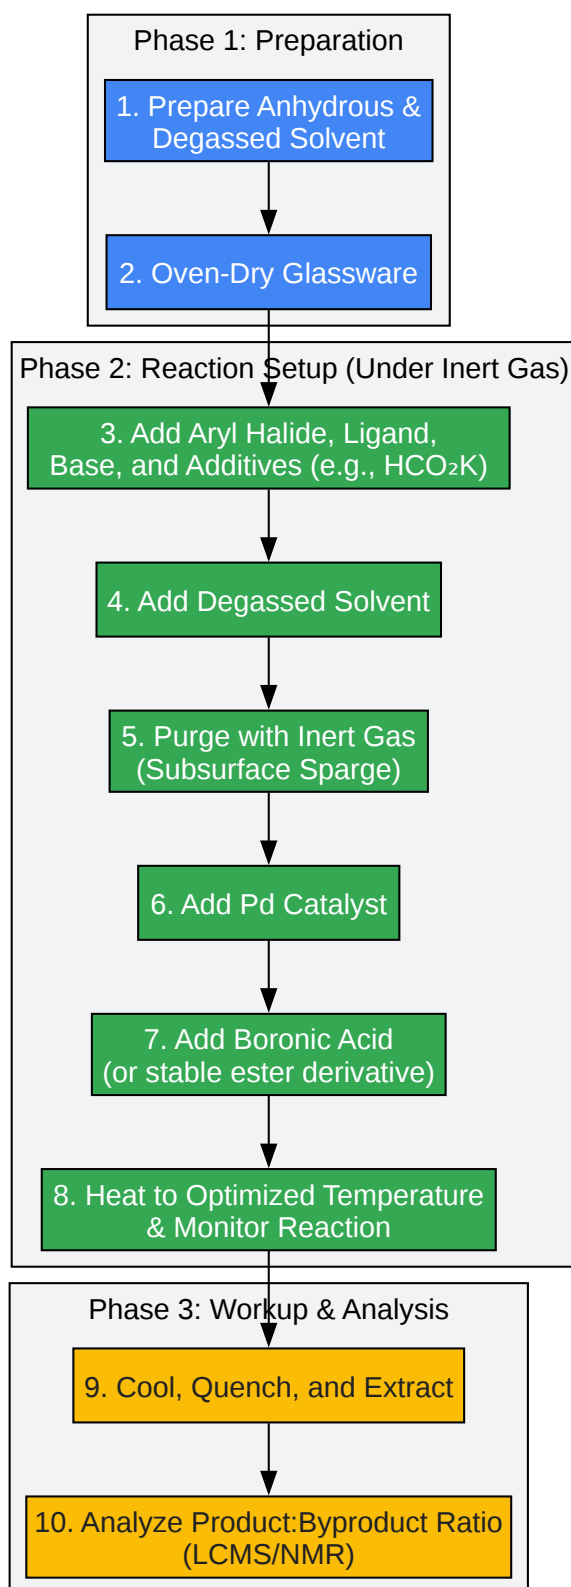 Phase 1: Preparation
1. Prepare Anhydrous &
Degassed Solvent
2. Oven-Dry Glassware
Phase 2: Reaction Setup (Under Inert Gas)
3. Add Aryl Halide, Ligand,
Base, and Additives (e.g., HCO₂K)
4. Add Degassed Solvent
5. Purge with Inert Gas
(Subsurface Sparge)
6. Add Pd Catalyst
7. Add Boronic Acid
(or stable ester derivative)
8. Heat to Optimized Temperature
& Monitor Reaction
Phase 3: Workup & Analysis
9. Cool, Quench, and Extract
10. Analyze Product:Byproduct Ratio
(LCMS/NMR)